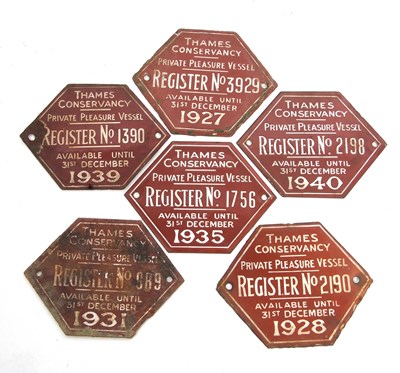 THAMES
CONSERVANCY
PRIVATE PLEASURE VESSEL
REGISTER No 3929
AVAILABLE UNTIL
31ST DECEMBER
1927
THAMES
CONSERVANCY
PRIVATE PLEASURE VESSEL
REGISTER No 1390
AVAILABLE UNTIL
31ST DECEMBER
1939
THAMES
CONSERVANCY
PRIVATE PLEASURE VESSEL
REGISTER No 2198
AVAILABLE UNTIL
31ST DECEMBER
1940
THAMES
CONSERVANCY
PRIVATE PLEASURE VESSEL
REGISTER No. 1756
AVAILABLE UNTIL
31ST DECEMBER
1935
THAMES
CONSERVANCY
PRIVATE PLEASURE VESSEL
REGISTER No
AVAILABLE UNTIL
31ST DECEMBER
1931
THAMES
CONSERVANCY
PRIVATE PLEASURE VESSEL
REGISTER No 2190
AVAILABLE UNTIL
31ST DECEMBER
1928